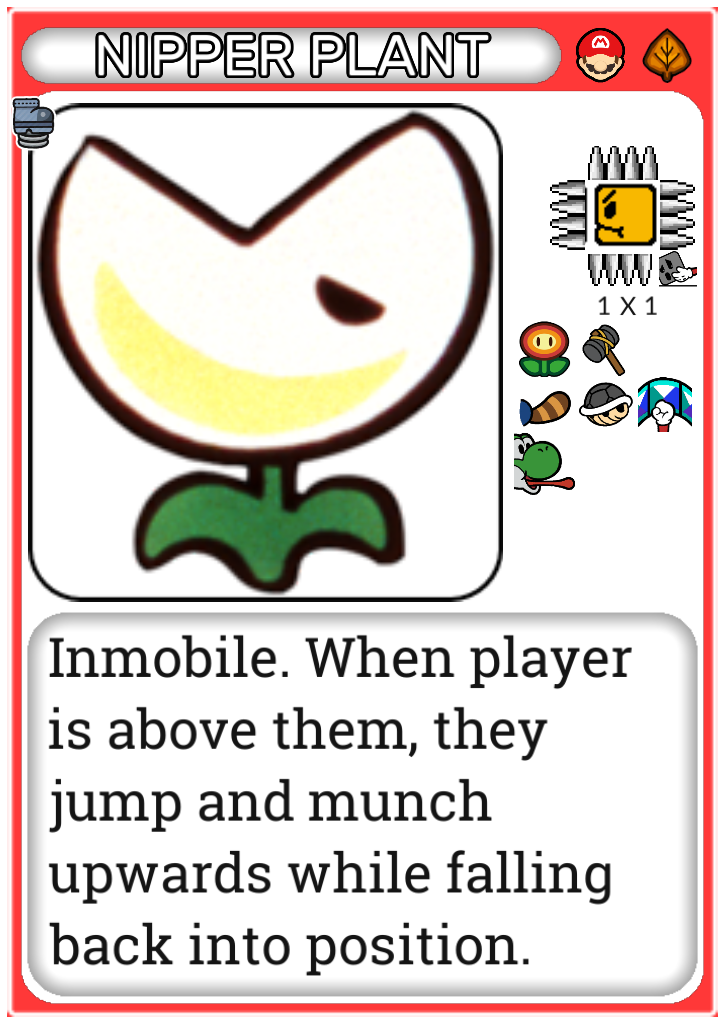 NIPPER PLANT
M
1 X 1
Inmobile. When player
is above them, they
jump and munch
upwards while falling
back into position.